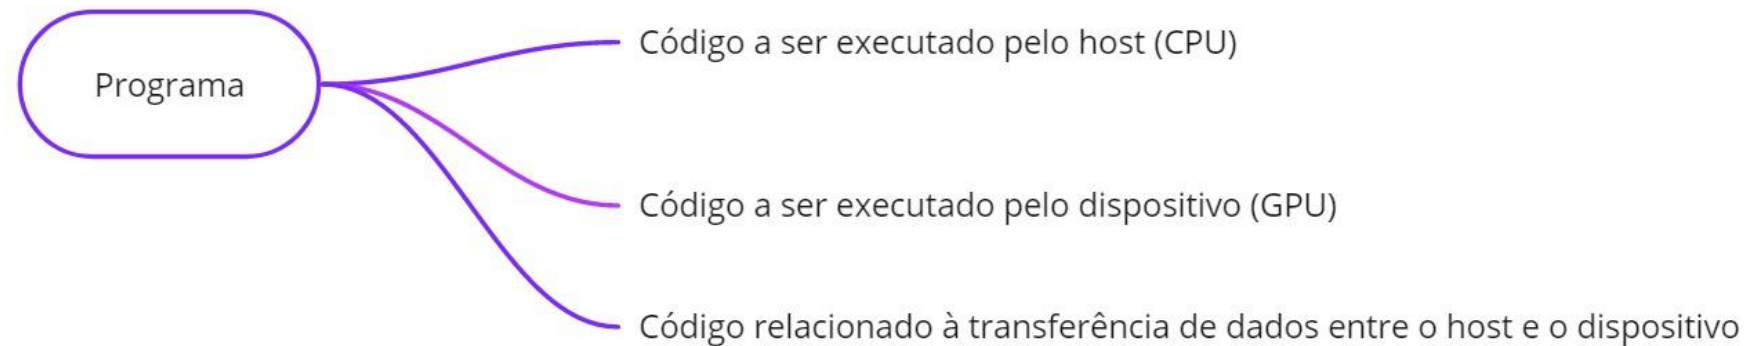 Programa
Código a ser executado pelo host (CPU)
Código a ser executado pelo dispositivo (GPU)
Código relacionado à transferência de dados entre o host e o dispositivo